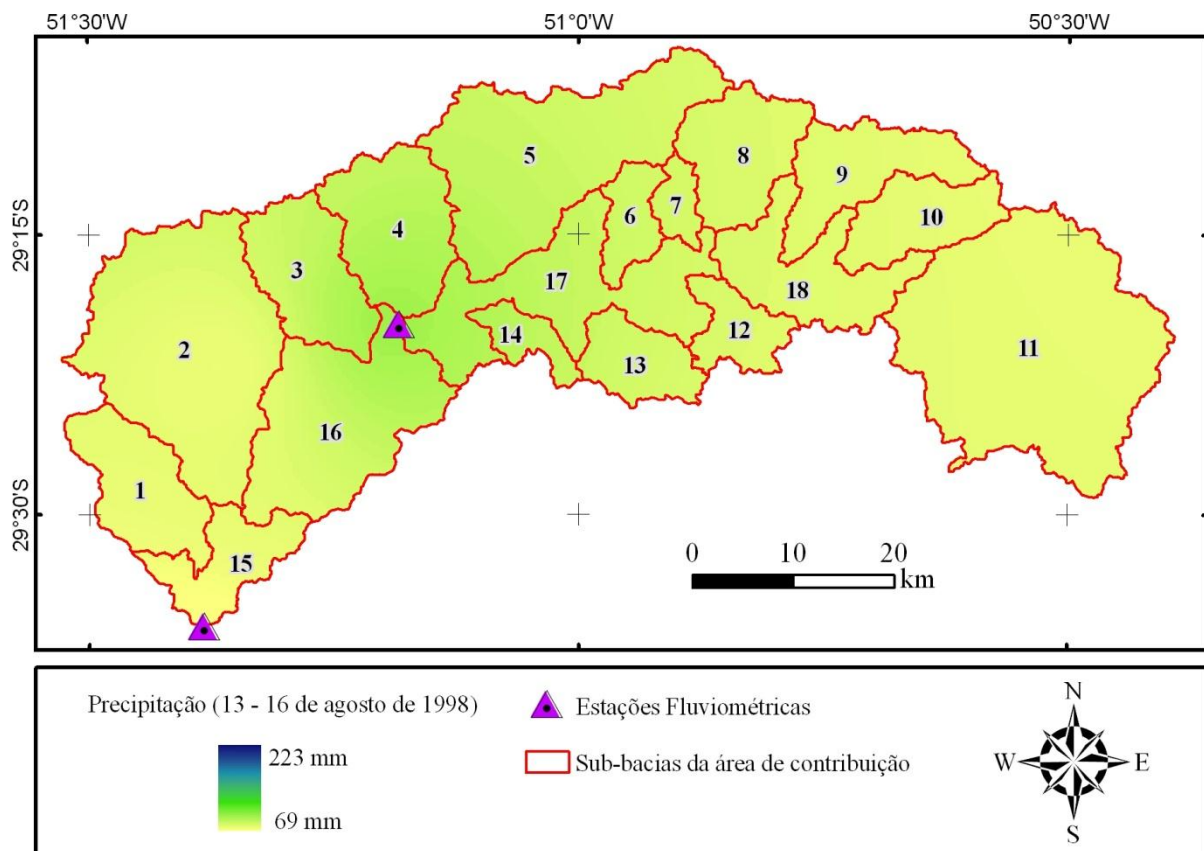 51°30'W 51°0'W 50°30'W
29°15'S
29°30'S
5
8
9
7
6
10
4
3
17
18
14
12
2
13
11
16
1
15
0 10 20
km
Precipitação (13 - 16 de agosto de 1998)
223 mm
69 mm
Estações Fluviométricas
Sub-bacias da área de contribuição
N
W E
S